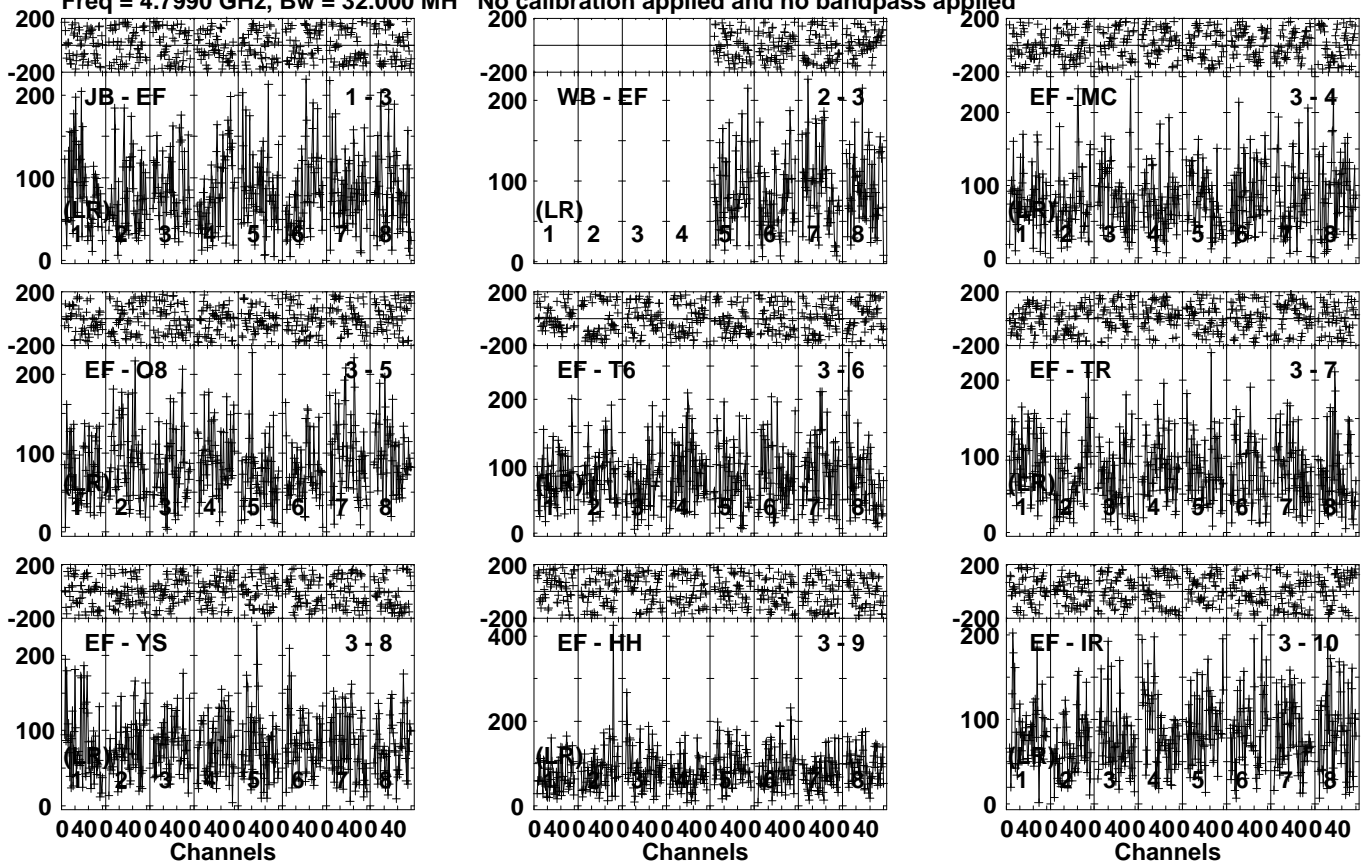 Freq = 4.7990 GHz, Bw = 32.000 MH No calibration applied and no bandpass applied
-200 -200 -200
200 JB - EF 1 - 3 200 WB - EF 2 - 3 200 EF - MC 3 - 4
100 100 100
(LR) (LR) (LR)
1 2 3 4 5 6 7 8 1 2 3 4 5 6 7 8 1 2 3 4 5 6 7 8
0 0 0
200 200 200
-200 -200 -200
200 EF - O8 3 - 5 200 EF - T6 3 - 6 200 EF - TR 3 - 7
100 100 100
(LR) (LR) (LR)
1 2 3 4 5 6 7 8 1 2 3 4 5 6 7 8 1 2 3 4 5 6 7 8
0 0 0
200 200 200
-200 -200 -200
200 EF - YS 3 - 8 400 EF - HH 3 - 9 200 EF - IR 3 - 10
100 200 100
(LR) (LR) (LR)
1 2 3 4 5 6 7 8 1 2 3 4 5 6 7 8 1 2 3 4 5 6 7 8
0 0 0
0 40 0 40 0 40 0 40 0 40 0 40 0 40 0 40 0 40 0 40 0 40 0 40 0 40 0 40 0 40 0 40 0 40 0 40 0 40 0 40 0 40 0 40 0 40 0 40
Channels Channels Channels